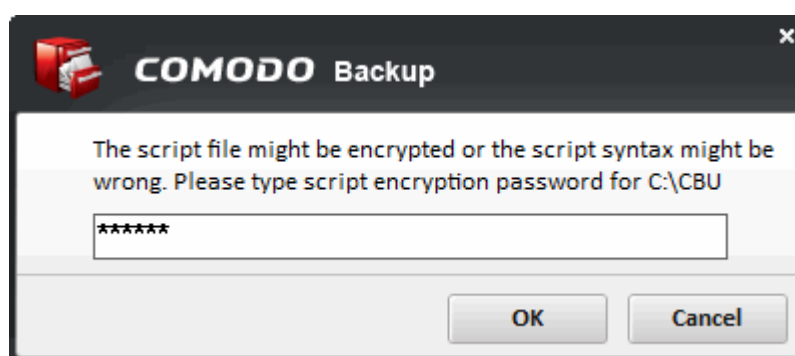 COMODO Backup
The script file might be encrypted or the script syntax might be
wrong. Please type script encryption password for C:\CBU
******
OK Cancel